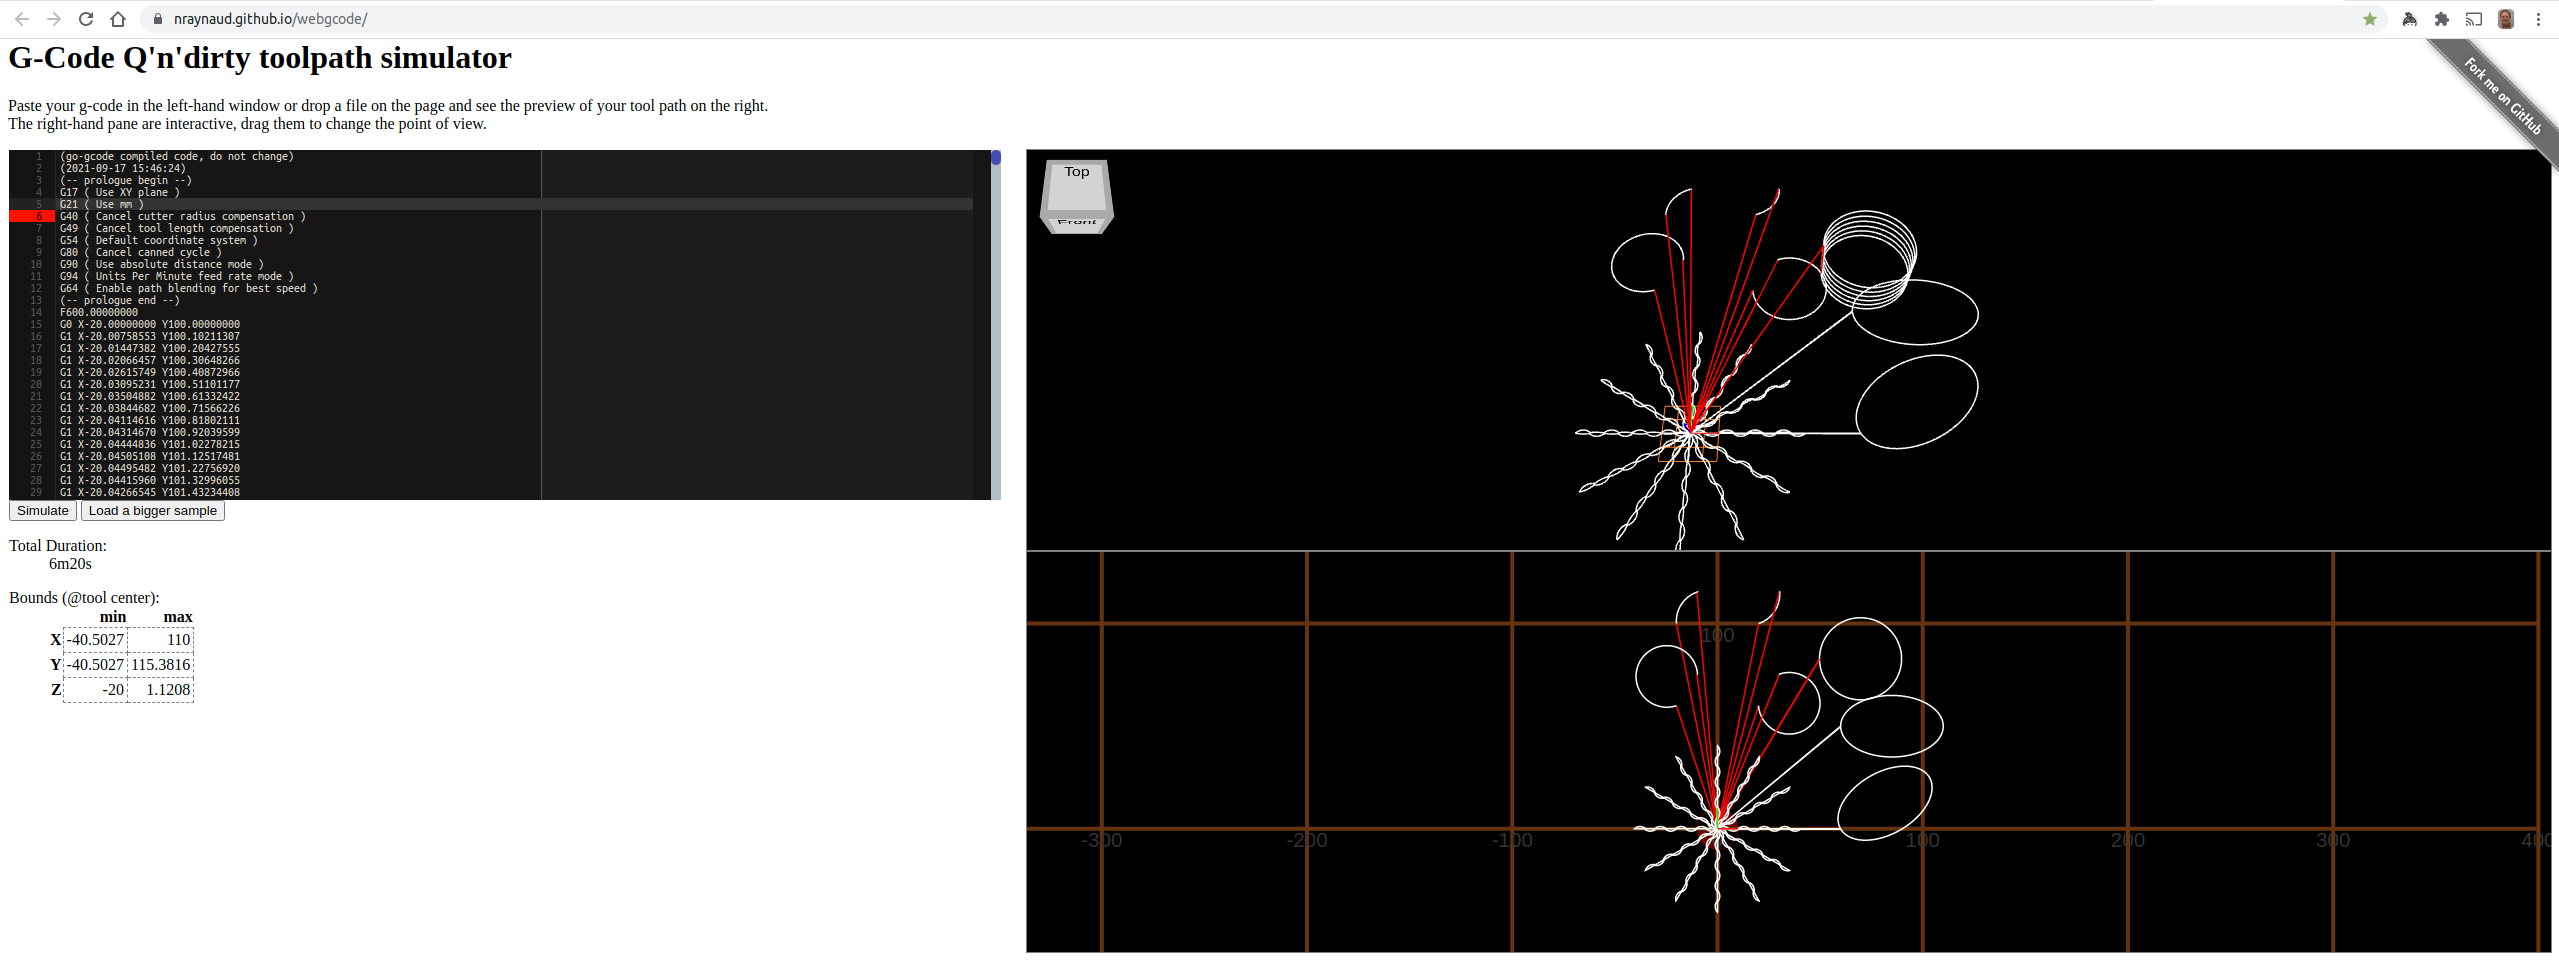 nraynaud.github.io/webgcode/
G-Code Q'n'dirty toolpath simulator
Fork me on GitHub
Paste your g-code in the left-hand window or drop a file on the page and see the preview of your tool path on the right.
The right-hand pane are interactive, drag them to change the point of view.
1 (go-gcode compiled code, do not change)
2 (2021-09-17 15:46:24)
3 (-- prologue begin --)
4 G17 ( Use XY plane )
5 G21 ( Use mm )
6 G40 ( Cancel cutter radius compensation )
7 G49 ( Cancel tool length compensation )
8 G54 ( Default coordinate system )
9 G80 ( Cancel canned cycle )
10 G90 ( Use absolute distance mode )
11 G94 ( Units Per Minute feed rate mode )
12 G64 ( Enable path blending for best speed )
13 (-- prologue end --)
14 F600.00000000
15 G0 X-20.00000000 Y100.00000000
16 G1 X-20.00758553 Y100.10211307
17 G1 X-20.01447382 Y100.20427555
18 G1 X-20.02066457 Y100.30648266
19 G1 X-20.02615749 Y100.40872966
20 G1 X-20.03095231 Y100.51101177
21 G1 X-20.03504882 Y100.61332422
22 G1 X-20.03844682 Y100.71566226
23 G1 X-20.04114616 Y100.81802111
24 G1 X-20.04314670 Y100.92039599
25 G1 X-20.04444836 Y101.02278215
26 G1 X-20.04505108 Y101.12517481
27 G1 X-20.04495482 Y101.22756920
28 G1 X-20.04415960 Y101.32996055
29 G1 X-20.04266545 Y101.43234408
Simulate Load a bigger sample
Total Duration:
6m20s
Bounds (@tool center):
min max
X -40.5027 110
Y -40.5027 115.3816
Z -20 1.1208
Top
Front
100
-300 -200 -100 100 200 300 400